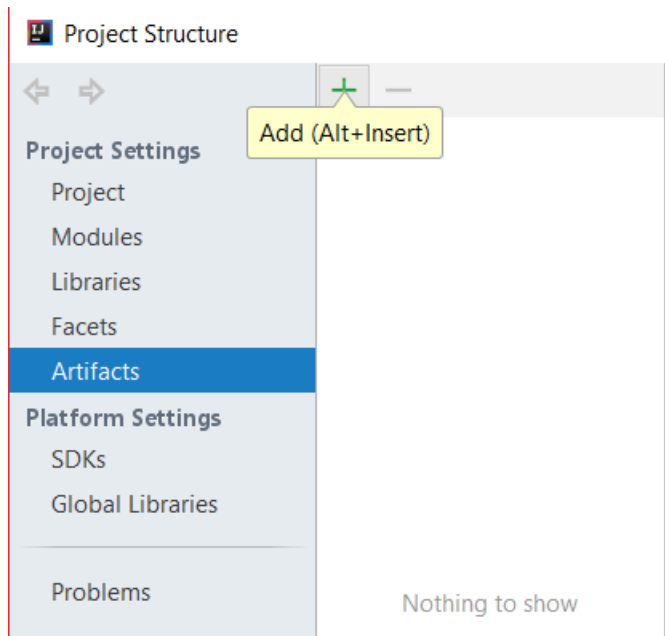 Project Structure
Add (Alt+Insert)
Project Settings
Project
Modules
Libraries
Facets
Artifacts
Platform Settings
SDKs
Global Libraries
Problems
Nothing to show